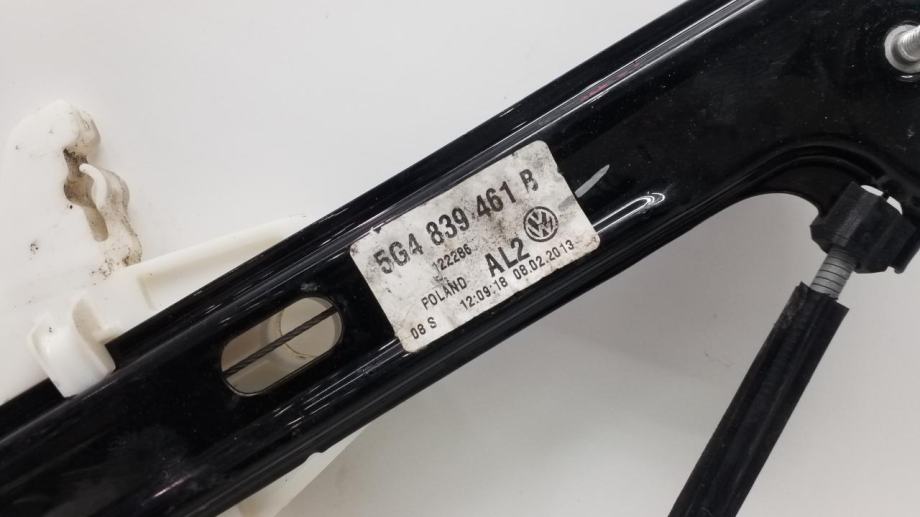 5G4 839 461 B
122286 AL2
POLAND
08 S 12:09:18 08.02.2013